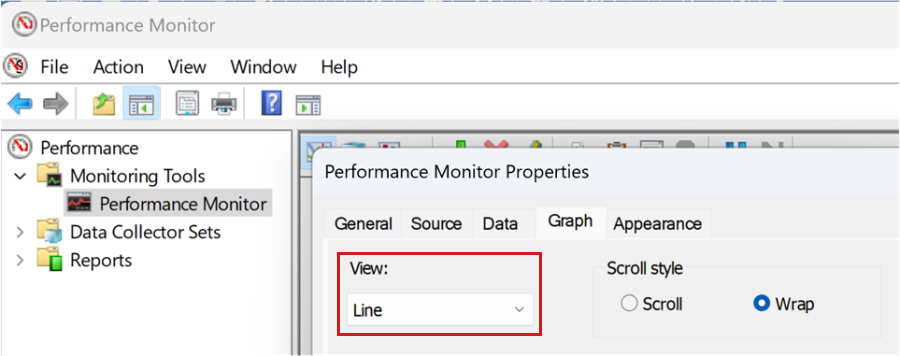 Performance Monitor
File Action View Window Help
Performance
Monitoring Tools
Performance Monitor
Data Collector Sets
Reports
Performance Monitor Properties
General Source Data Graph Appearance
View:
Line
Scroll style
Scroll Wrap